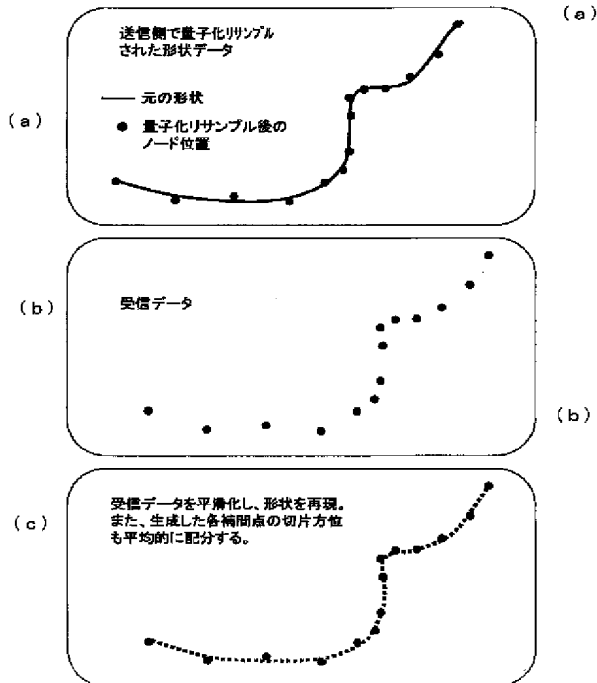 (a)
送信側で量子化リサンプル
された形状データ
(a)
元の形状
量子化リサンプル後の
ノード位置
(b)
受信データ
(b)
(c)
受信データを平滑化し、形状を再現。
また、生成した各補間点の切片方位
も平均的に配分する。